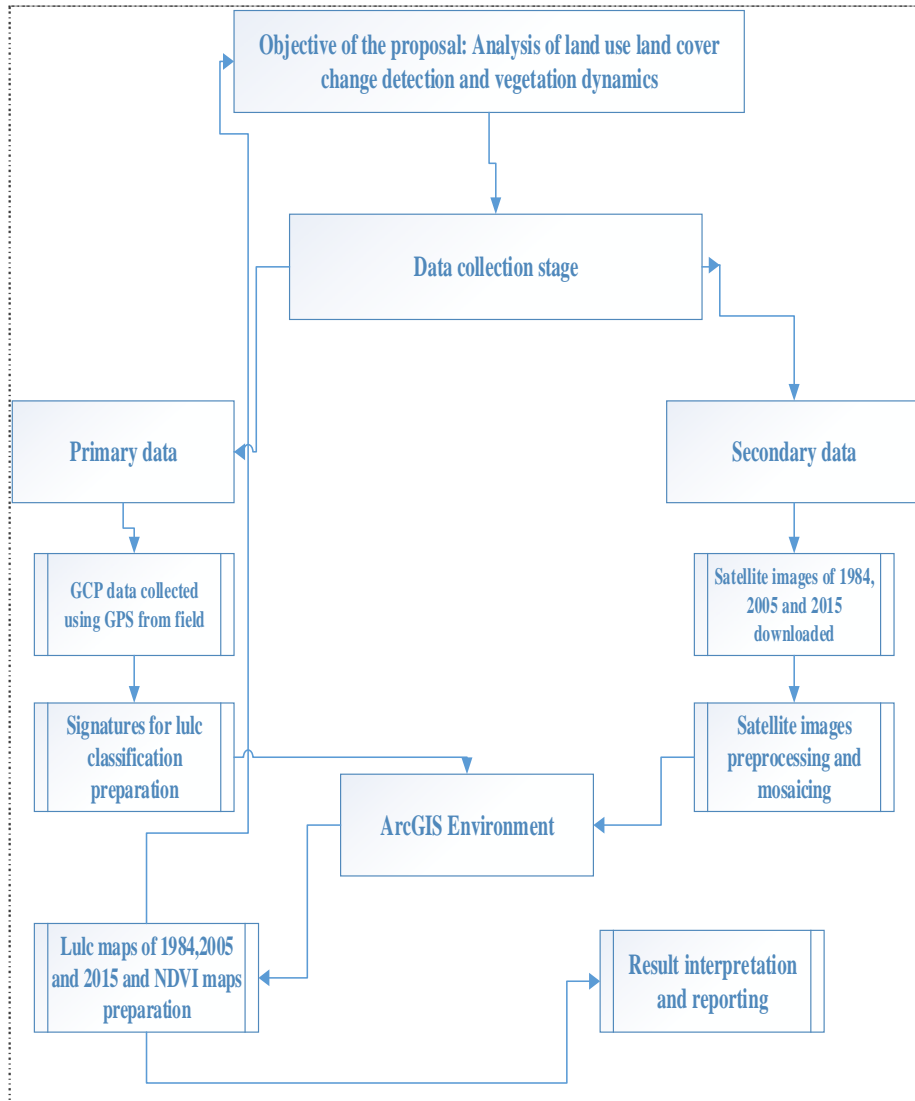 Objective of the proposal: Analysis of land use land cover
change detection and vegetation dynamics
Data collection stage
Primary data
Secondary data
GCP data collected
using GPS from field
Satellite images of 1984,
2005 and 2015
downloaded
Signatures for lulc
classification
preparation
Satellite images
preprocessing and
mosaicing
ArcGIS Environment
Lulc maps of 1984,2005
and 2015 and NDVI maps
preparation
Result interpretation
and reporting